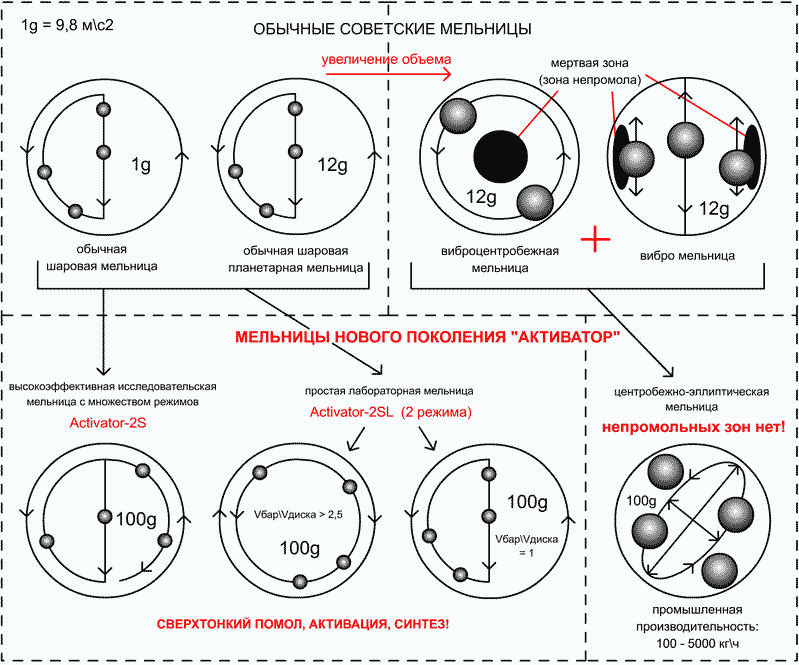 1g = 9,8 м\с2
ОБЫЧНЫЕ СОВЕТСКИЕ МЕЛЬНИЦЫ
увеличение объема
мертвая зона
(зона непромола)
1g
12g
12g
12g
обычная
шаровая мельница
обычная шаровая
планетарная мельница
виброцентробежная
мельница
+
вибро мельница
МЕЛЬНИЦЫ НОВОГО ПОКОЛЕНИЯ "АКТИВАТОР"
высокоэффективная исследовательская
мельница с множеством режимов
Activator-2S
простая лабораторная мельница
Activator-2SL (2 режима)
центробежно-эллиптическая
мельница
непромольных зон нет!
100g
Vбар\Vдиска > 2,5
100g
100g
Vбар\Vдиска
= 1
100g
СВЕРХТОНКИЙ ПОМОЛ, АКТИВАЦИЯ, СИНТЕЗ!
промышленная
производительность:
100 - 5000 кг\ч